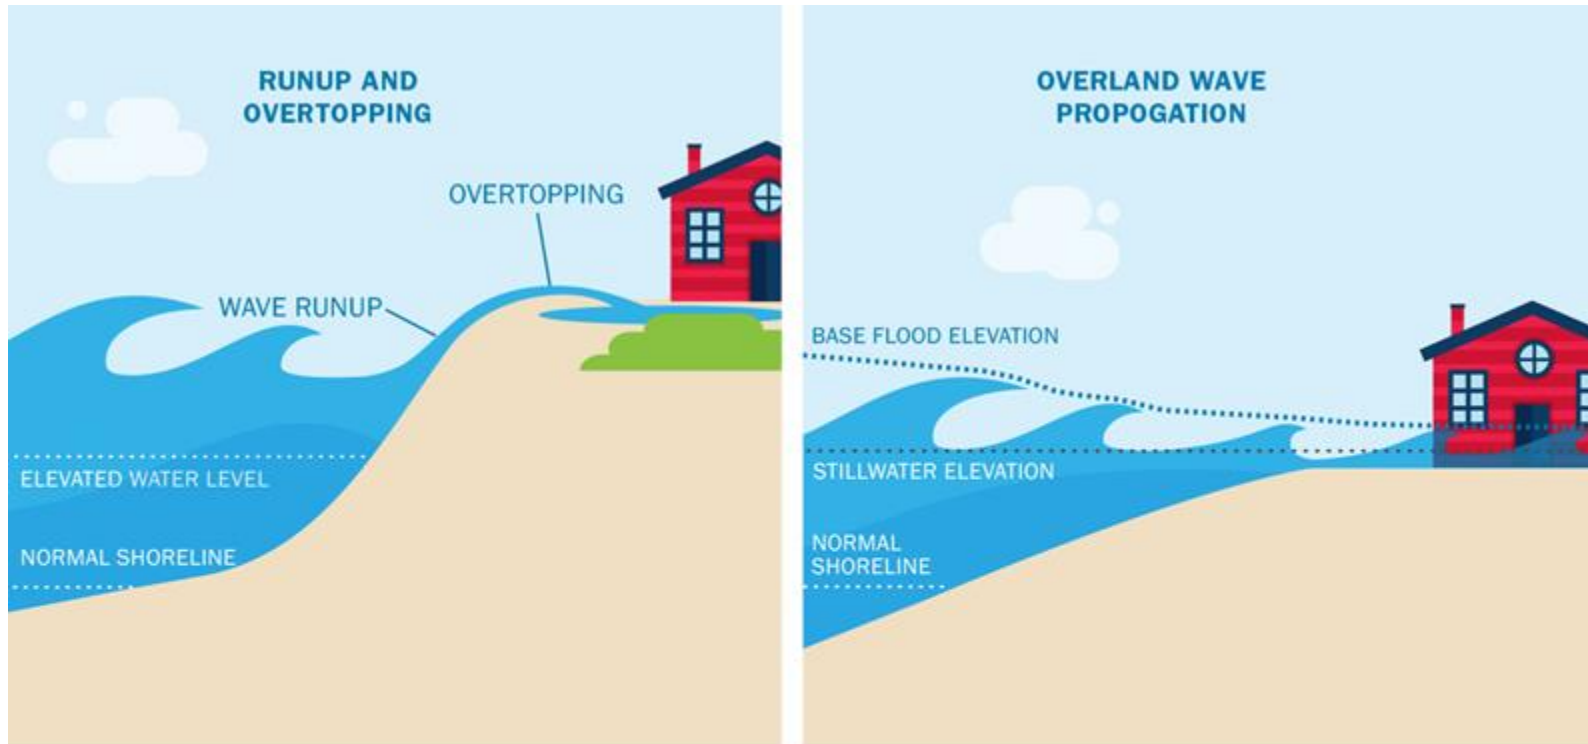 RUNUP AND
OVERTOPPING
OVERTOPPING
WAVE RUNUP
ELEVATED WATER LEVEL
NORMAL SHORELINE
OVERLAND WAVE
PROPOGATION
BASE FLOOD ELEVATION
STILLWATER ELEVATION
NORMAL
SHORELINE